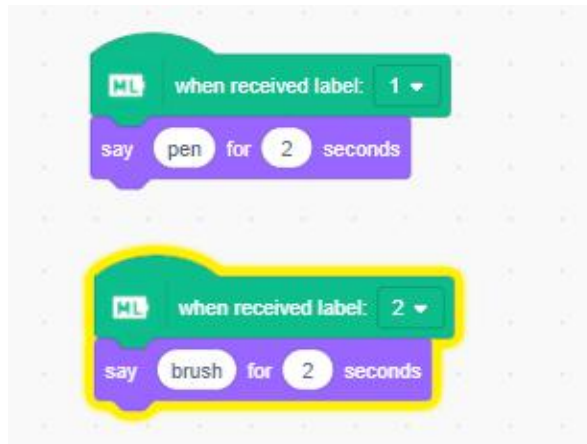 ML when received label: 1
say pen for 2 seconds
ML when received label: 2
say brush for 2 seconds